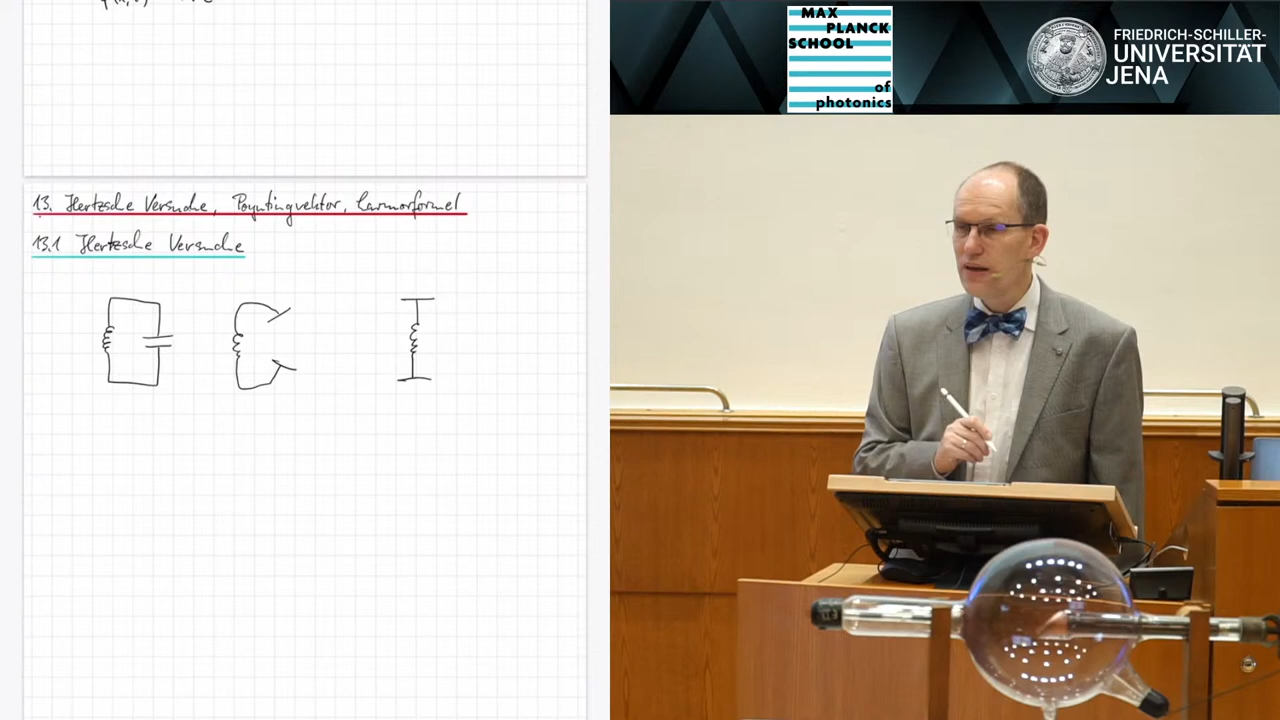 13. Hertzsche Versuche, Poyntingvektor, Larmorformel
13.1 Hertzsche Versuche
MAX
PLANCK
SCHOOL
of
photonics
FRIEDRICH-SCHILLER-
UNIVERSITÄT
JENA